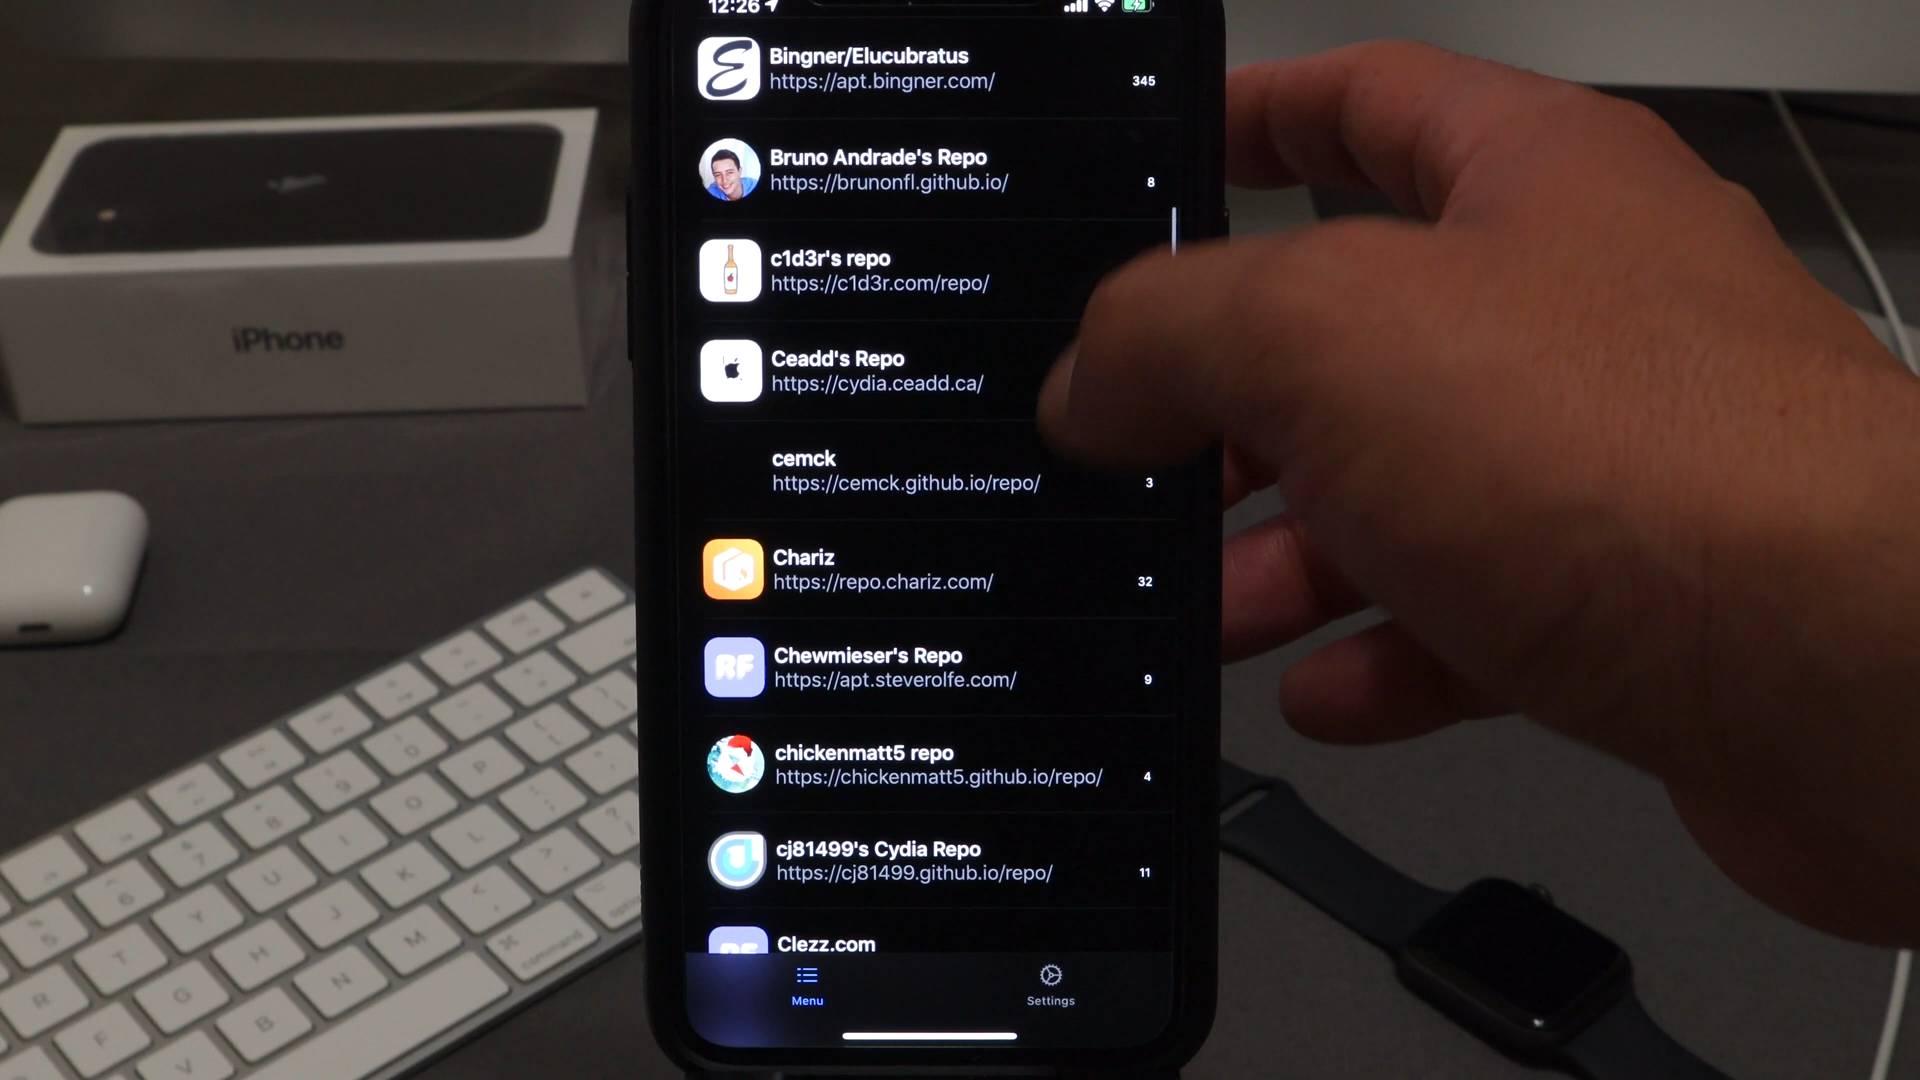 12:26
Bingner/Elucubratus
https://apt.bingner.com/
345
Bruno Andrade's Repo
https://brunonfl.github.io/
8
c1d3r's repo
https://c1d3r.com/repo/
Ceadd's Repo
https://cydia.ceadd.ca/
cemck
https://cemck.github.io/repo/
3
Chariz
https://repo.chariz.com/
32
RF
Chewmieser's Repo
https://apt.steverolfe.com/
9
chickenmatt5 repo
https://chickenmatt5.github.io/repo/
4
cj81499's Cydia Repo
https://cj81499.github.io/repo/
11
RF
Clezz.com
Menu
Settings
iPhone
command